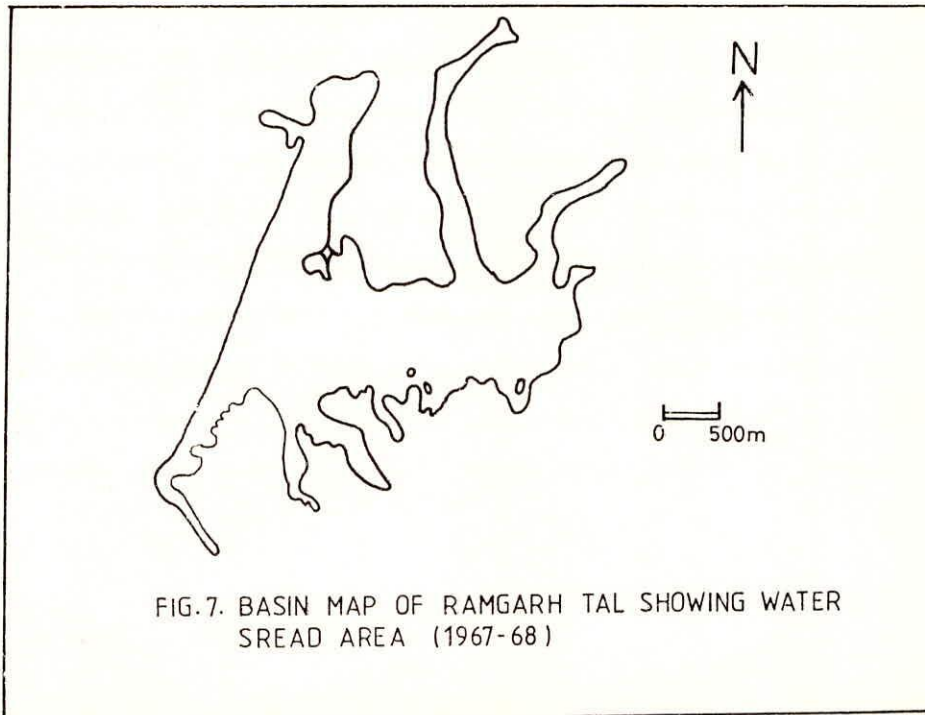 N
0 500m
FIG.7. BASIN MAP OF RAMGARH TAL SHOWING WATER
SREAD AREA (1967-68)